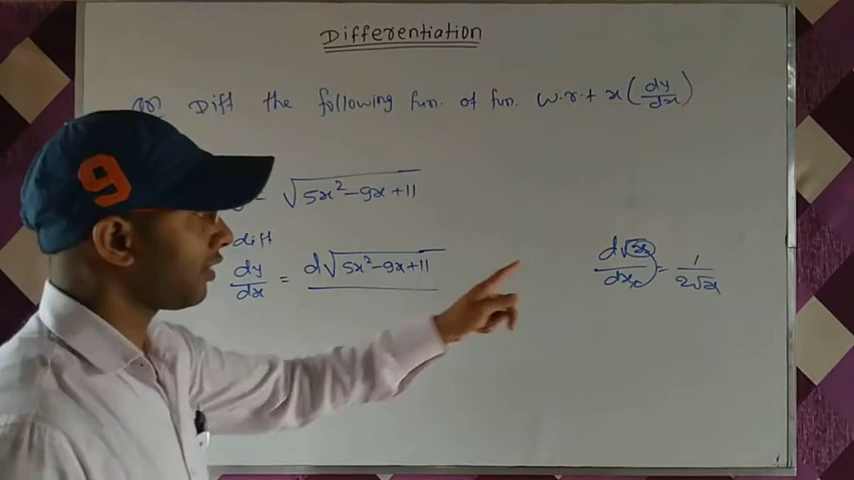 Differentiation
Diff the following fun. of fun. w.r.t x (dy/dx)
9
= √5x²-9x+11
diff
dy/dx = d√5x²-9x+11
d√x/dx = 1/2√x